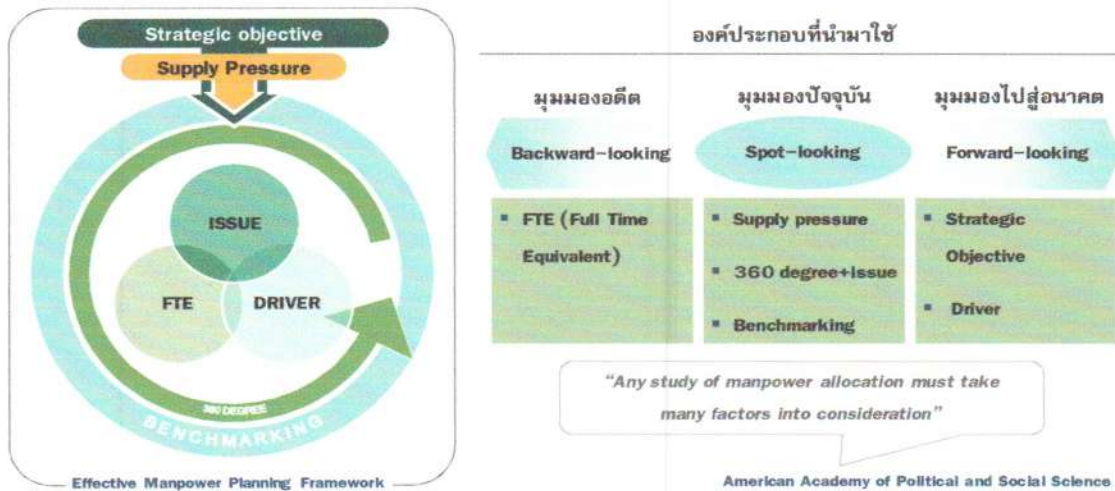 Strategic objective
Supply Pressure
ISSUE
FTE
DRIVER
360 DEGREE
BENCHMARKING
Effective Manpower Planning Framework
องค์ประกอบที่นำมาใช้
มุมมองอดีต
มุมมองปัจจุบัน
มุมมองไปสู่อนาคต
Backward-looking
Spot-looking
Forward-looking
▪ FTE (Full Time
Equivalent)
▪ Supply pressure
▪ 360 degree+issue
▪ Benchmarking
▪ Strategic
Objective
▪ Driver
"Any study of manpower allocation must take
many factors into consideration"
American Academy of Political and Social Science